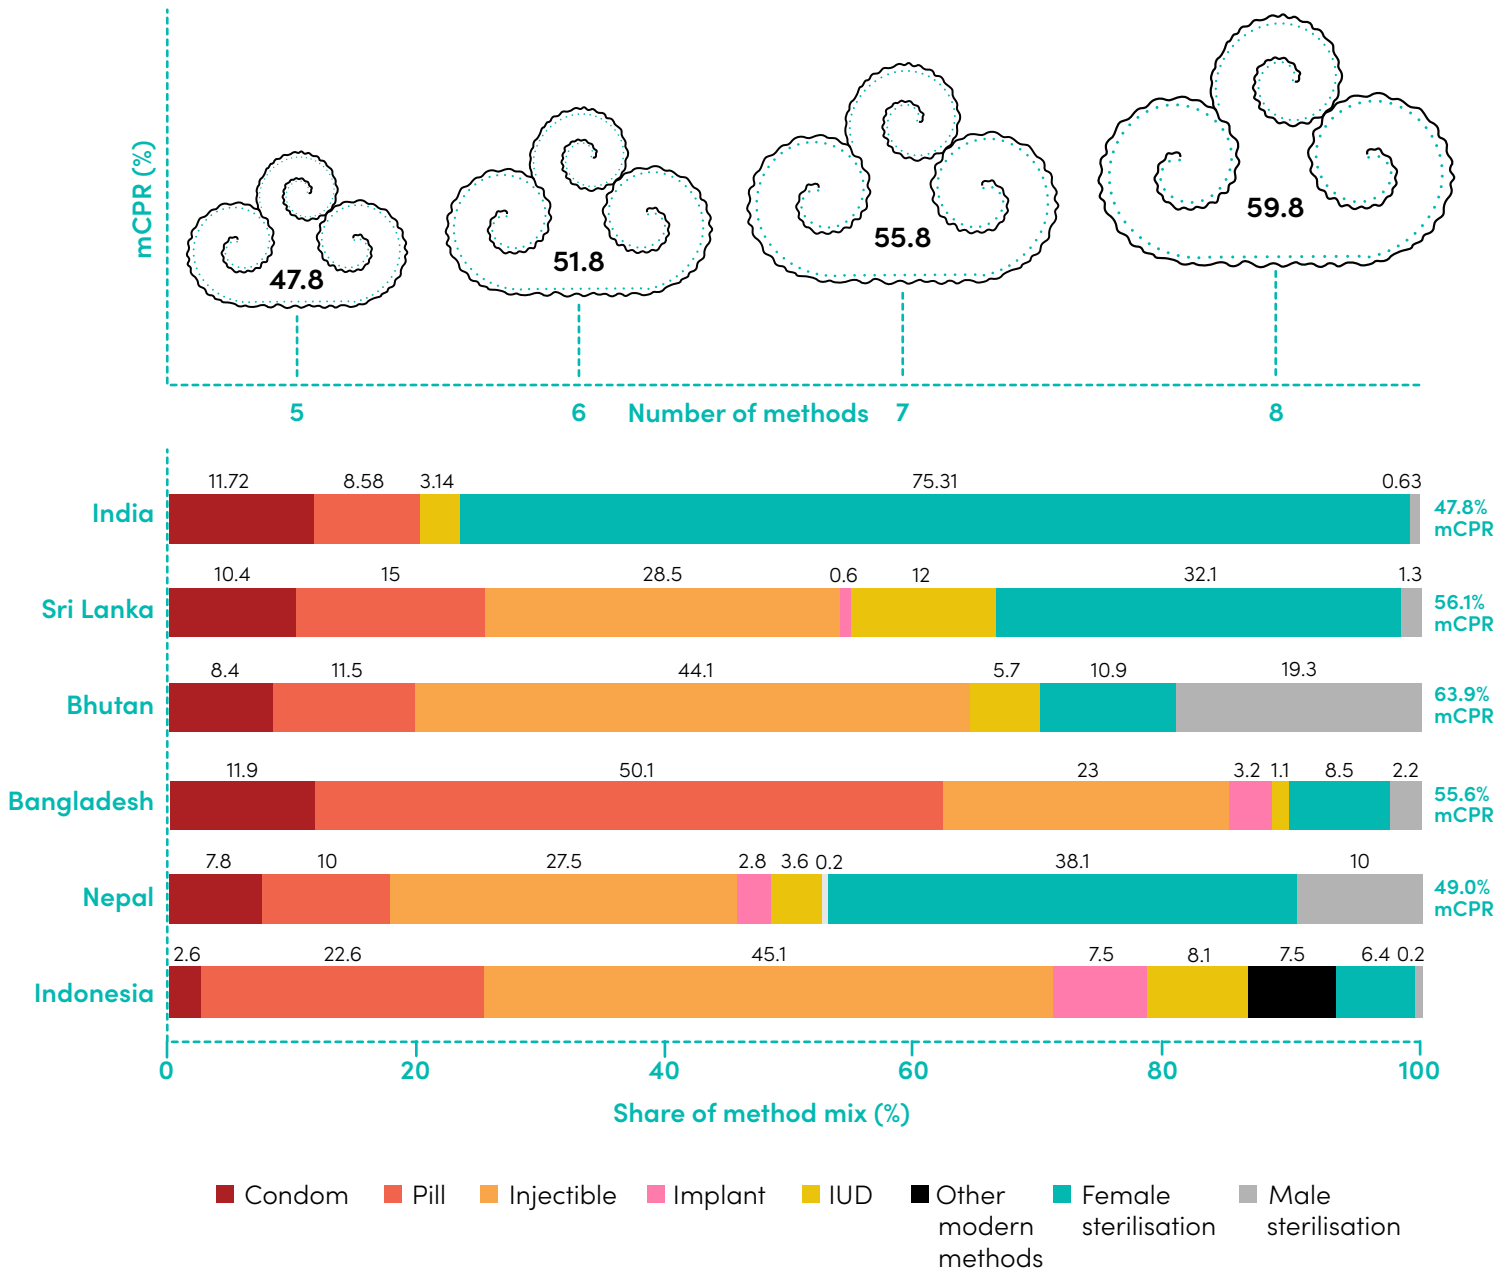 mCPR (%)
47.8
51.8
55.8
59.8
5
6
Number of methods
7
8
11.72 8.58 3.14 75.31 0.63
India
47.8%
mCPR
10.4 15 28.5 0.6 12 32.1 1.3
Sri Lanka
56.1%
mCPR
8.4 11.5 44.1 5.7 10.9 19.3
Bhutan
63.9%
mCPR
11.9 50.1 23 3.2 1.1 8.5 2.2
Bangladesh
55.6%
mCPR
7.8 10 27.5 2.8 3.6 0.2 38.1 10
Nepal
49.0%
mCPR
2.6 22.6 45.1 7.5 8.1 7.5 6.4 0.2
Indonesia
0 20 40 60 80 100
Share of method mix (%)
Condom
Pill
Injectible
Implant
IUD
Other
modern
methods
Female
sterilisation
Male
sterilisation